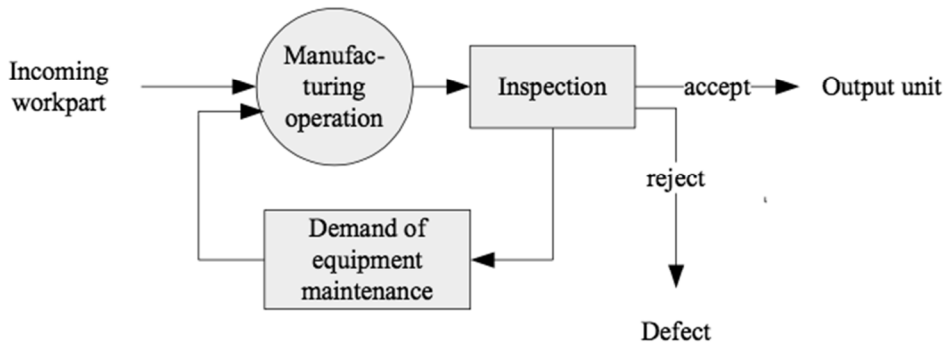 Incoming
workpart
Manufac-
turing
operation
Inspection
accept
Output unit
reject
Demand of
equipment
maintenance
Defect